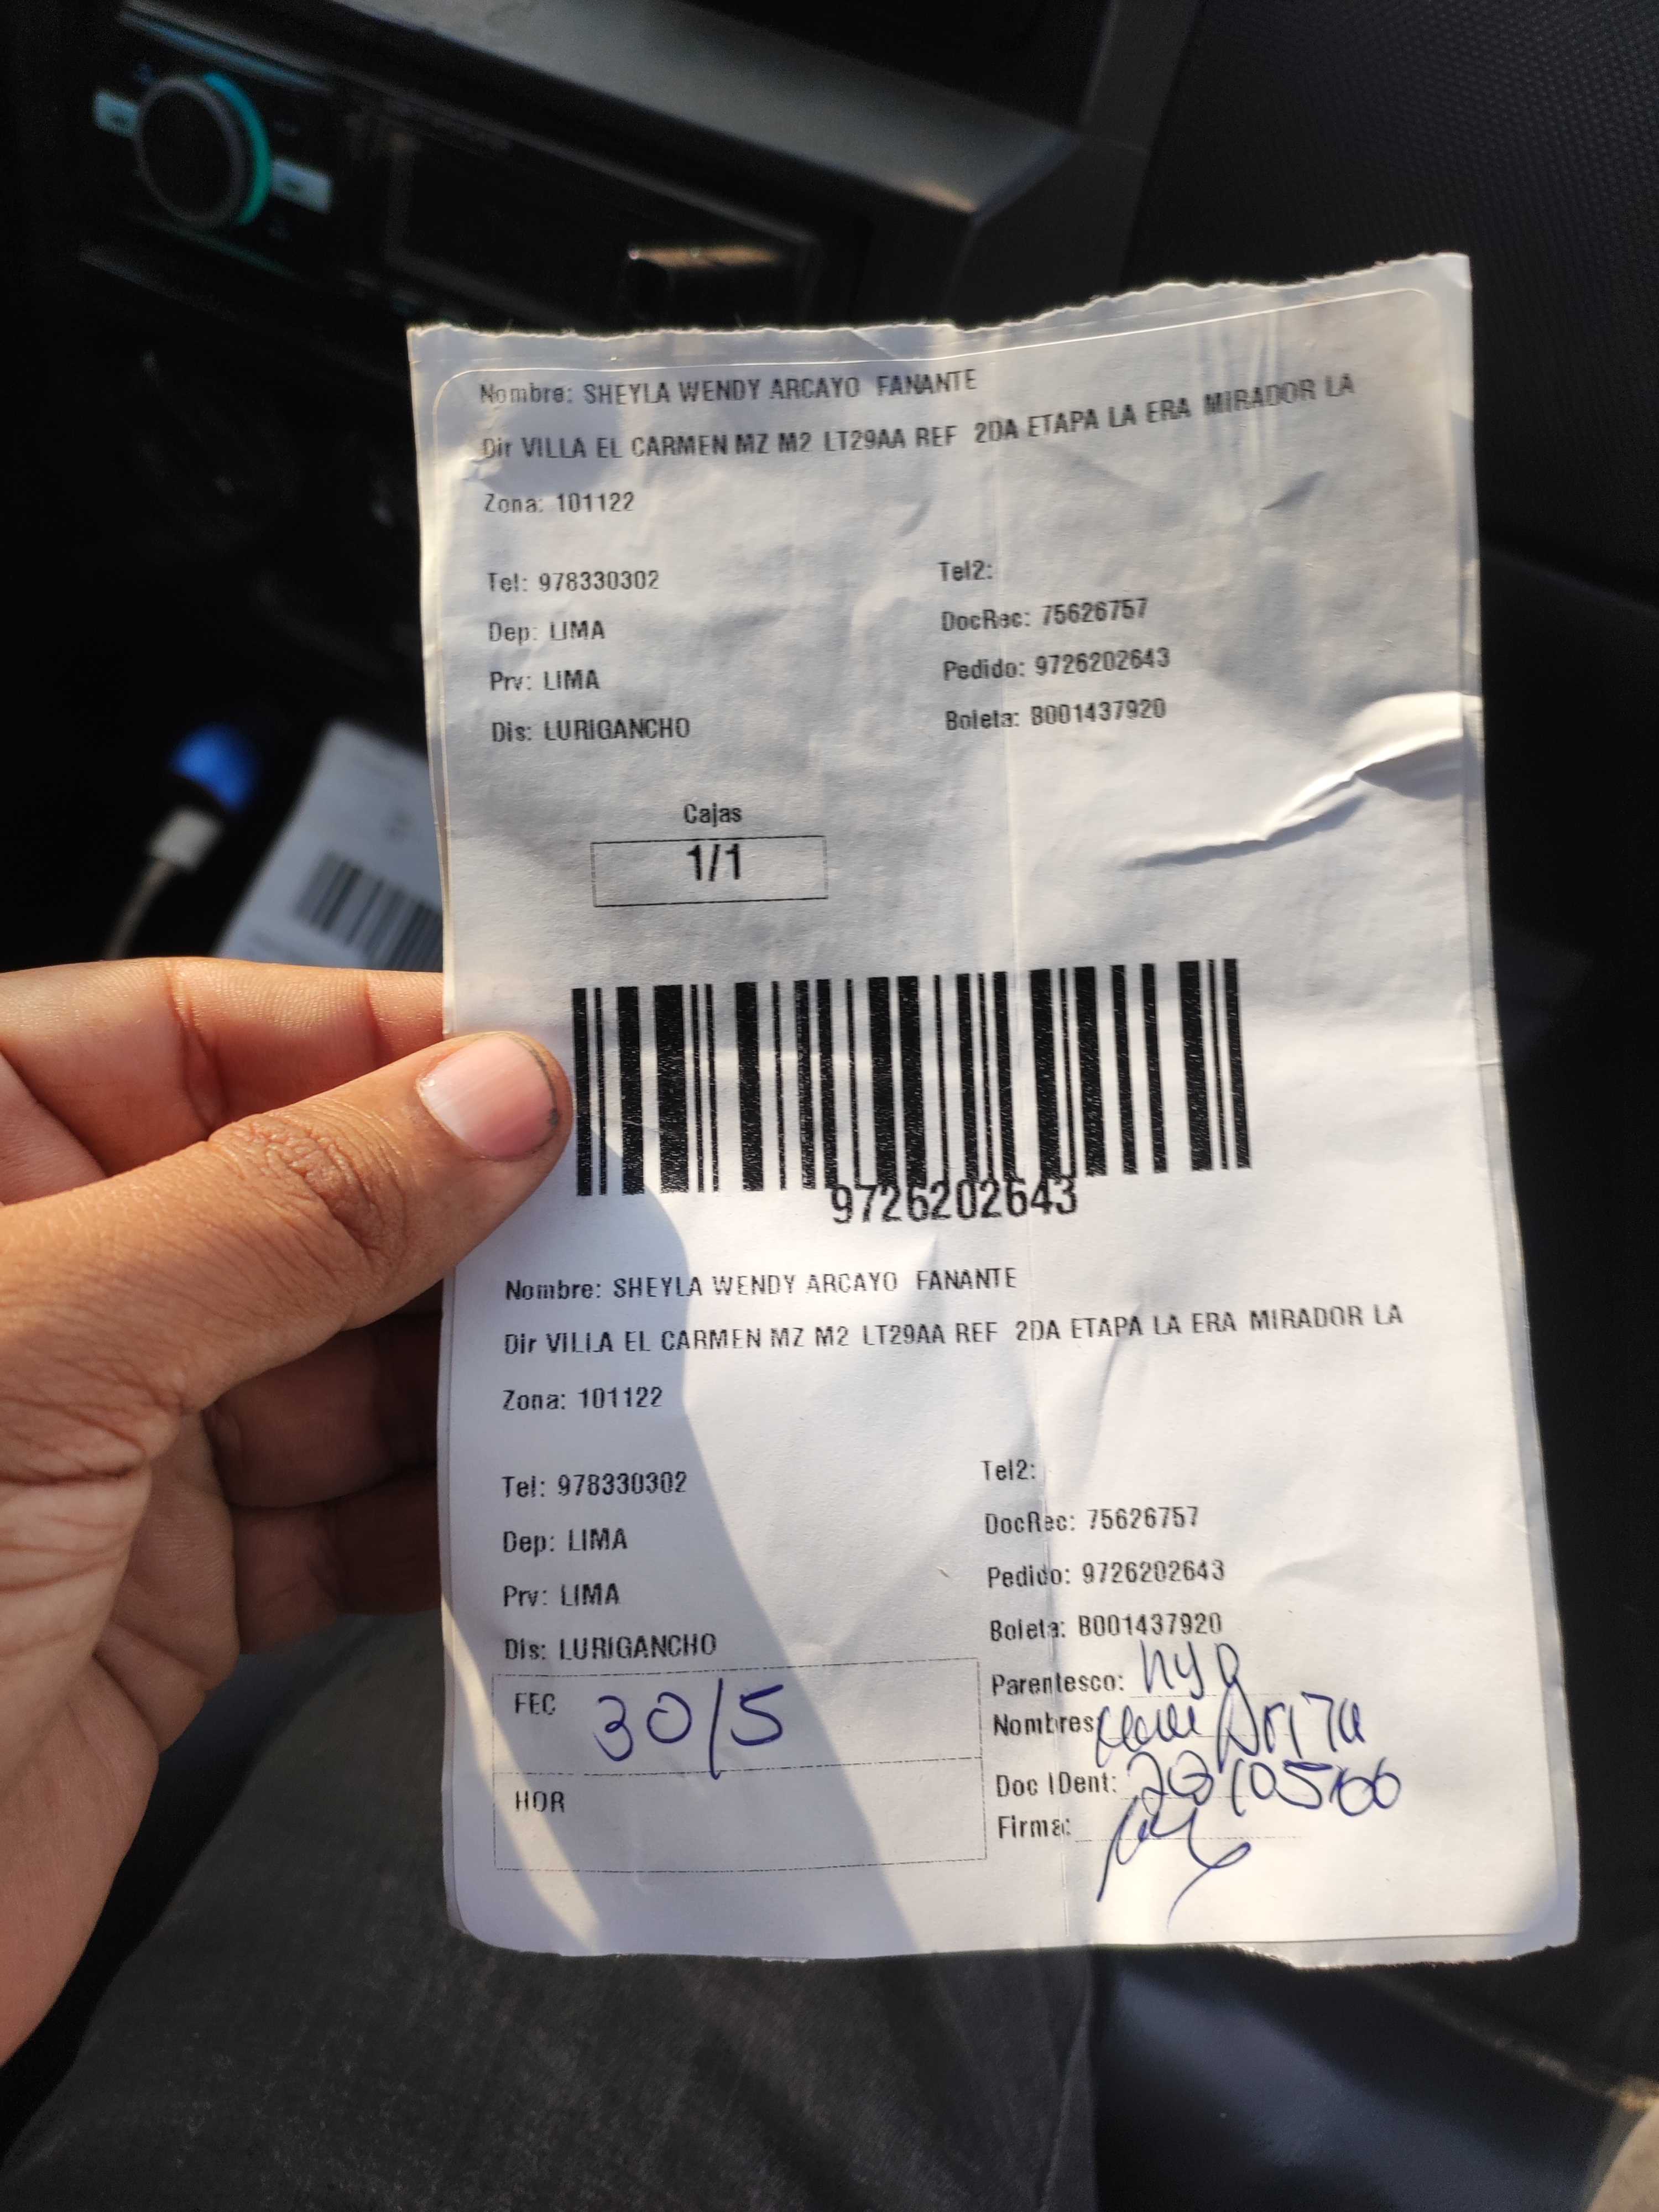 Nombre: SHEYLA WENDY ARCAYO FANANTE
Dir VILLA EL CARMEN MZ M2 LT29AA REF 2DA ETAPA LA ERA MIRADOR LA
Zona: 101122
Tel: 978330302
Tel2:
Dep: LIMA
DocRec: 75626757
Prv: LIMA
Pedido: 9726202643
Dis: LURIGANCHO
Boleta: B001437920
Cajas
1/1
9726202643
Nombre: SHEYLA WENDY ARCAYO FANANTE
Dir VILLA EL CARMEN MZ M2 LT29AA REF 2DA ETAPA LA ERA MIRADOR LA
Zona: 101122
Tel: 978330302
Tel2:
Dep: LIMA
DocRec: 75626757
Prv: LIMA
Pedido: 9726202643
Dis: LURIGANCHO
Boleta: B001437920
FEC 30/5
Parentesco:
Nombres:
HOR
Doc IDent:
Firma: